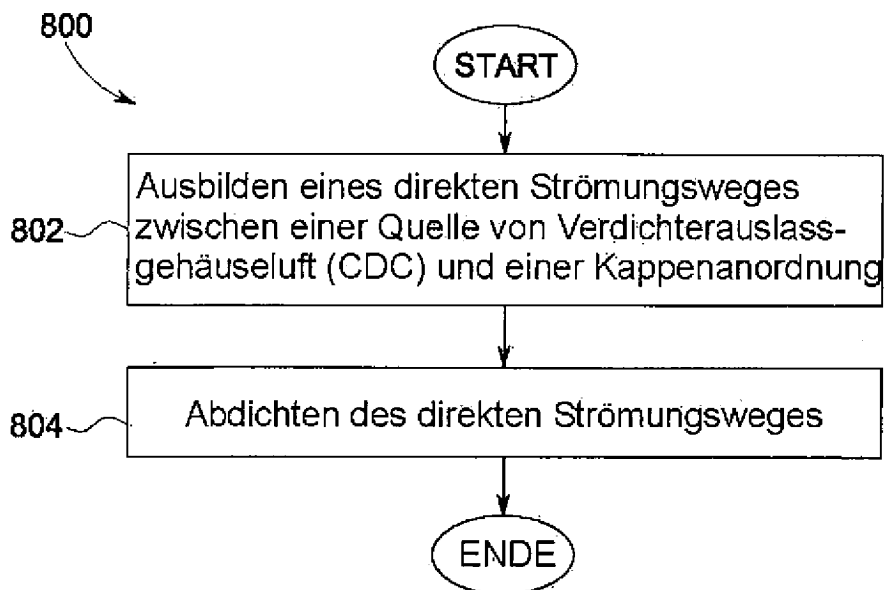 800
START
802
Ausbilden eines direkten Strömungsweges
zwischen einer Quelle von Verdichterauslass-
gehäuseluft (CDC) und einer Kappenanordnung
804
Abdichten des direkten Strömungsweges
ENDE